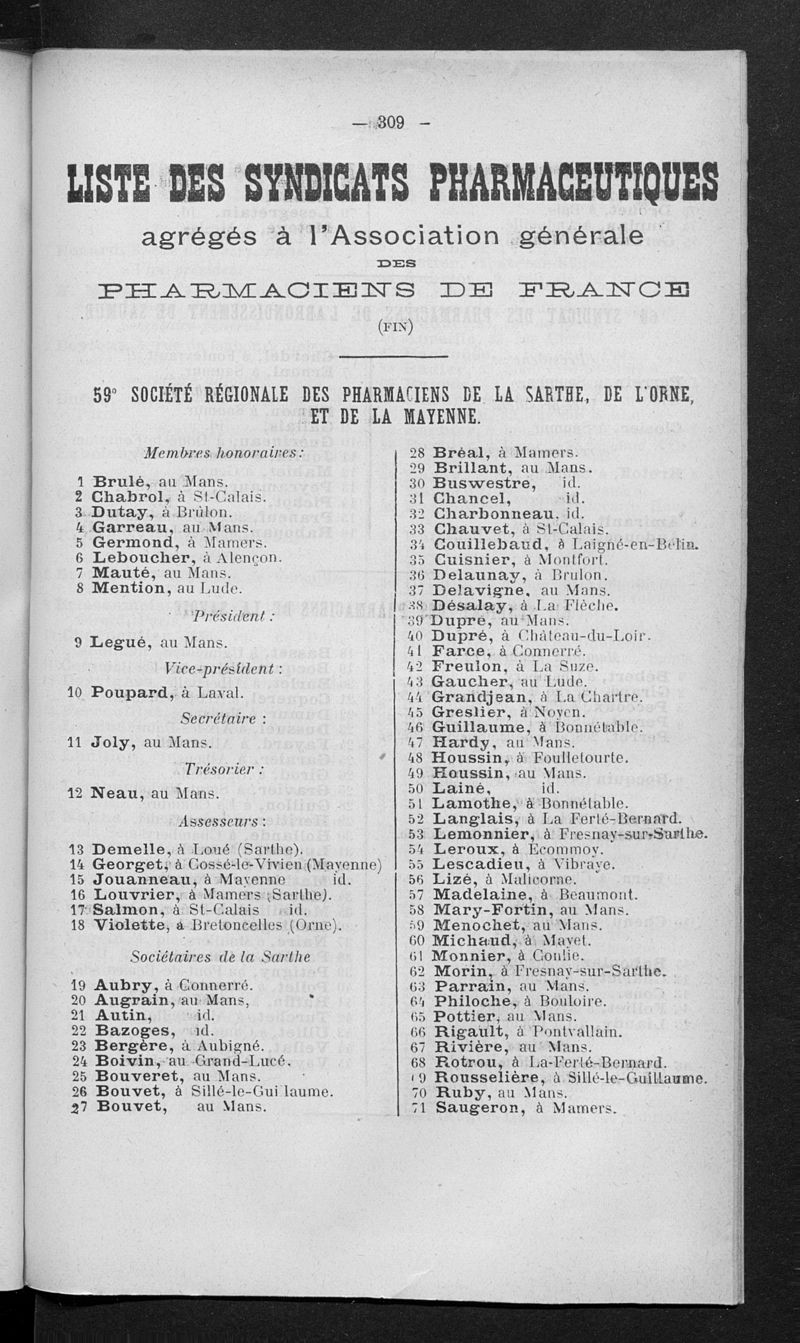 — 309 —
LISTE DES SYNDICATS PHARMACEUTIQUES
agrégés à l'Association générale
DES
PHARMACIENS DE FRANCE
(FIN)
59° SOCIÉTÉ RÉGIONALE DES PHARMACIENS DE LA SARTHE, DE L'ORNE,
ET DE LA MAYENNE.
Membres honoraires :
1 Brulé, au Mans.
2 Chabrol, à St-Calais.
3 Dutay, à Brûlon.
4 Garreau, au Mans.
5 Germond, à Mamers.
6 Leboucher, à Alençon.
7 Mauté, au Mans.
8 Mention, au Lude.
Président :
9 Legué, au Mans.
Vice-président :
10 Poupard, à Laval.
Secrétaire :
11 Joly, au Mans.
Trésorier :
12 Neau, au Mans.
Assesseurs :
13 Demelle, à Loué (Sarthe).
14 Georget, à Cossé-le-Vivien (Mayenne)
15 Jouanneau, à Mayenne id.
16 Louvrier, à Mamers (Sarthe).
17 Salmon, à St-Calais id.
18 Violette, à Bretoncelles (Orne).
Sociétaires de la Sarthe
19 Aubry, à Connerré.
20 Augrain, au Mans,
21 Autin, id.
22 Bazoges, id.
23 Bergère, à Aubigné.
24 Boivin, au Grand-Lucé.
25 Bouveret, au Mans.
26 Bouvet, à Sillé-le-Gui laume.
27 Bouvet, au Mans.
28 Bréal, à Mamers.
29 Brillant, au Mans.
30 Buswestre, id.
31 Chancel, id.
32 Charbonneau, id.
33 Chauvet, à St-Calais.
34 Couillebaud, à Laigné-en-Belin.
35 Cuisnier, à Montfort.
36 Delaunay, à Brulon.
37 Delavigne, au Mans.
38 Désalay, à La Flèche.
39 Dupré, au Mans.
40 Dupré, à Château-du-Loir.
41 Farce, à Connerré.
42 Freulon, à La Suze.
43 Gaucher, au Lude.
44 Grandjean, à La Chartre.
45 Greslier, à Noyen.
46 Guillaume, à Bonnétable.
47 Hardy, au Mans.
48 Houssin, à Foulletourte.
49 Houssin, au Mans.
50 Lainé, id.
51 Lamothe, à Bonnétable.
52 Langlais, à La Ferté-Bernard.
53 Lemonnier, à Fresnay-sur-Sarthe.
54 Leroux, à Ecommoy.
55 Lescadieu, à Vibraye.
56 Lizé, à Malicorne.
57 Madelaine, à Beaumont.
58 Mary-Fortin, au Mans.
59 Menochet, au Mans.
60 Michaud, à Mayet.
61 Monnier, à Conlie.
62 Morin, à Fresnay-sur-Sarthe.
63 Parrain, au Mans.
64 Philoche, à Bouloire.
65 Pottier, au Mans.
66 Rigault, à Pontvallain.
67 Rivière, au Mans.
68 Rotrou, à La-Ferté-Bernard.
69 Rousselière, à Sillé-le-Guillaume.
70 Ruby, au Mans.
71 Saugeron, à Mamers.